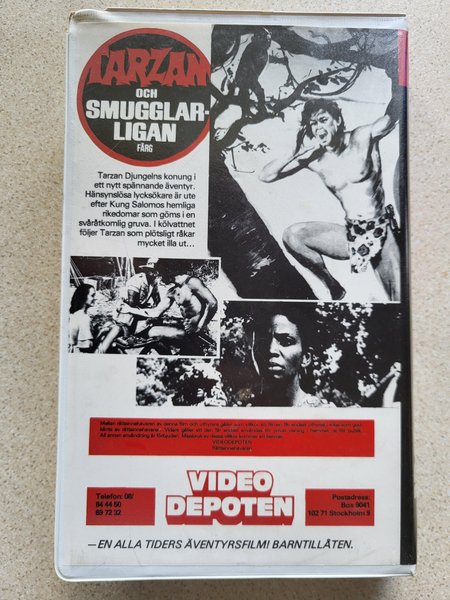 TARZAN
OCH
SMUGGLAR-
LIGAN
FÄRG
Tarzan Djungelns konung i
ett nytt spännande äventyr.
Hänsynslösa lycksökare är ute
efter Kung Salomos hemliga
rikedomar som göms i en
svåråtkomlig gruva. I kölvattnet
följer Tarzan som plötsligt råkar
mycket illa ut...
VIDEODEPOTEN
Rättsinnehavaren
VIDEO
DEPOTEN
Telefon: 08/
84 44 50
69 72 32
Postadress:
Box 9041
102 71 Stockholm 9
—EN ALLA TIDERS ÄVENTYRSFILM! BARNTILLÅTEN.